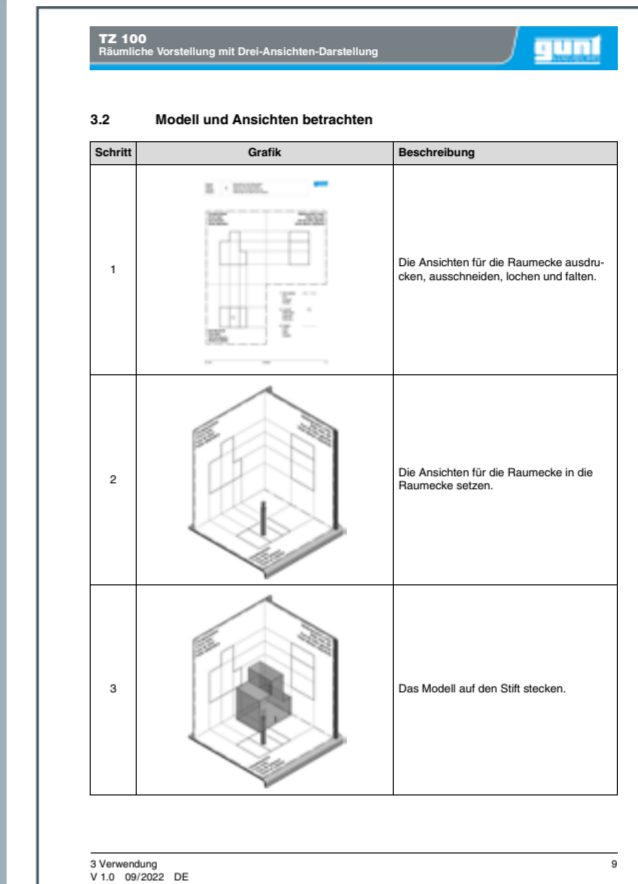 TZ 100
Räumliche Vorstellung mit Drei-Ansichten-Darstellung
gunt
3.2 Modell und Ansichten betrachten
Schritt Grafik Beschreibung
1
Die Ansichten für die Raumecke ausdru-
cken, ausschneiden, lochen und falten.
2
Die Ansichten für die Raumecke in die
Raumecke setzen.
3
Das Modell auf den Stift stecken.
3 Verwendung 9
V 1.0 09/2022 DE